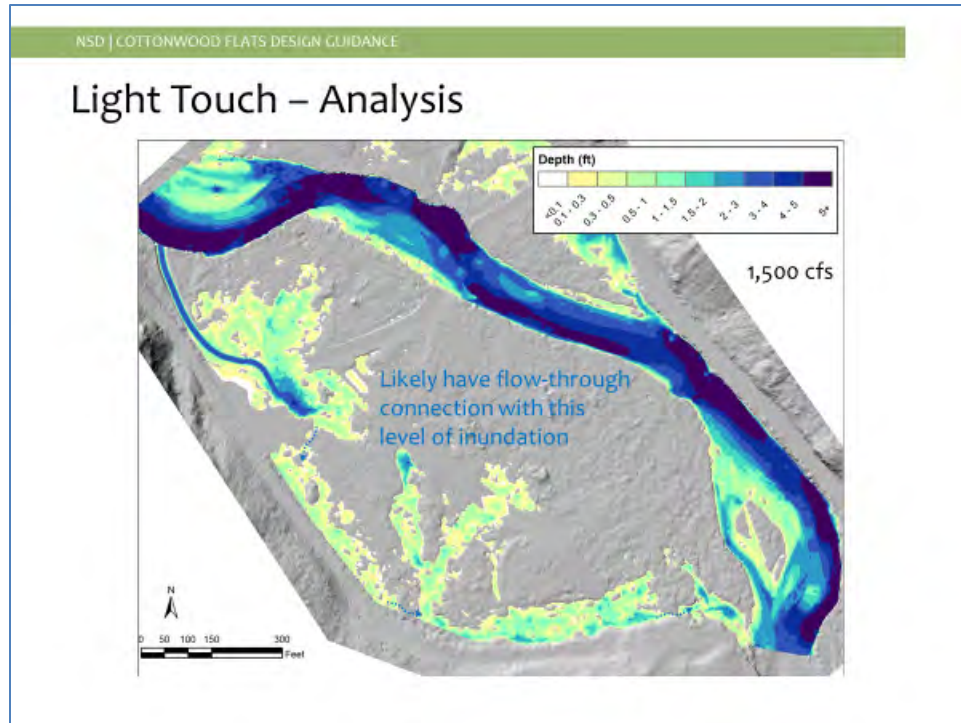 NSD | COTTONWOOD FLATS DESIGN GUIDANCE
Light Touch – Analysis
Depth (ft)
<0.1
0.1 - 0.3
0.3 - 0.5
0.5 - 1
1 - 1.5
1.5 - 2
2 - 3
3 - 4
4 - 5
5+
1,500 cfs
Likely have flow-through
connection with this
level of inundation
N
0 50 100 150 300
Feet